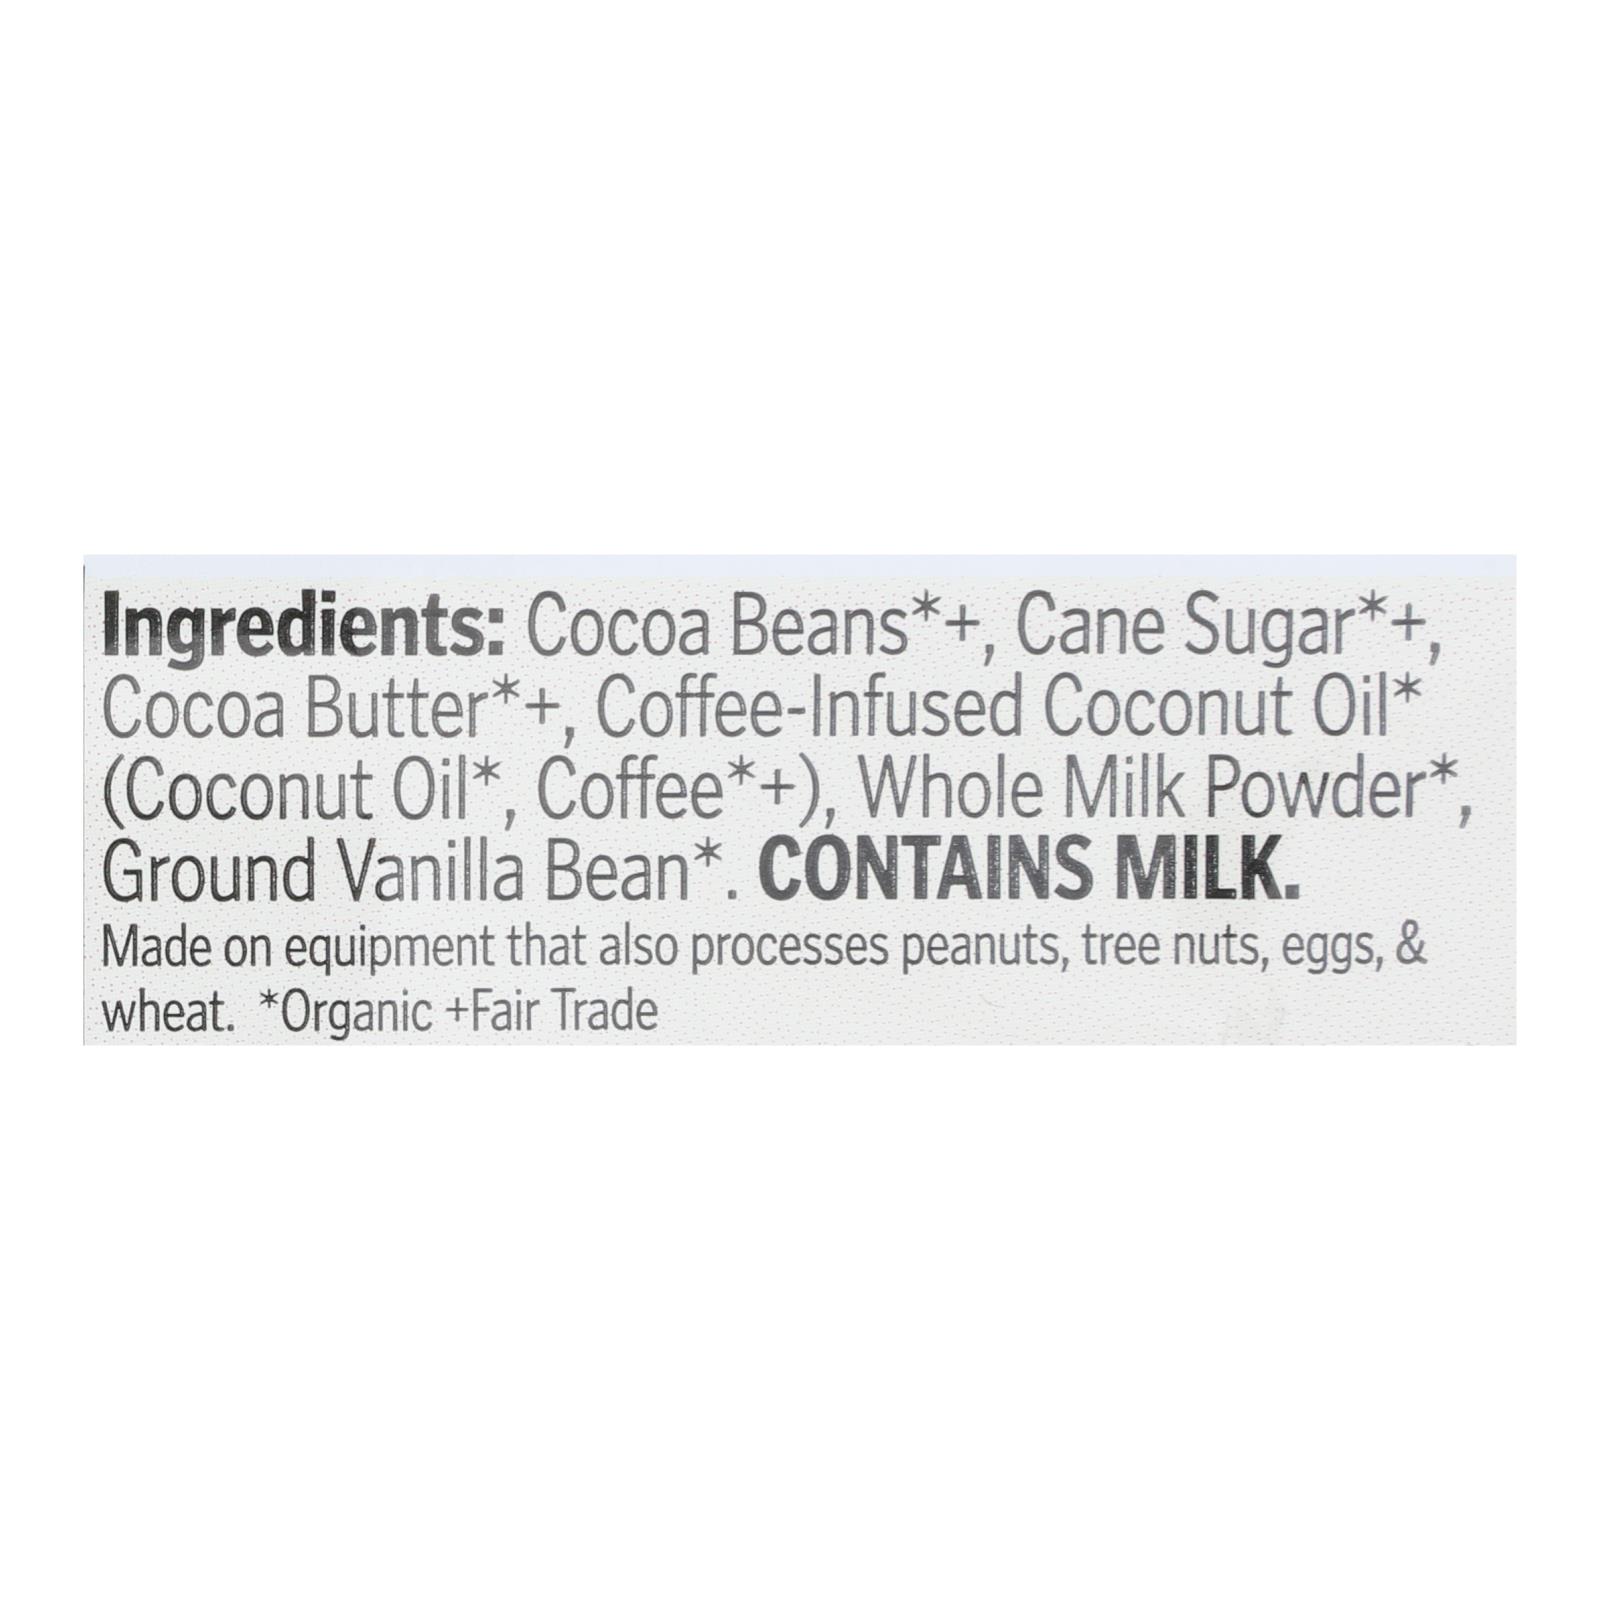 Ingredients: Cocoa Beans*+, Cane Sugar*+,
Cocoa Butter*+, Coffee-Infused Coconut Oil*
(Coconut Oil*, Coffee*+), Whole Milk Powder*,
Ground Vanilla Bean*. CONTAINS MILK.
Made on equipment that also processes peanuts, tree nuts, eggs, &
wheat. *Organic +Fair Trade